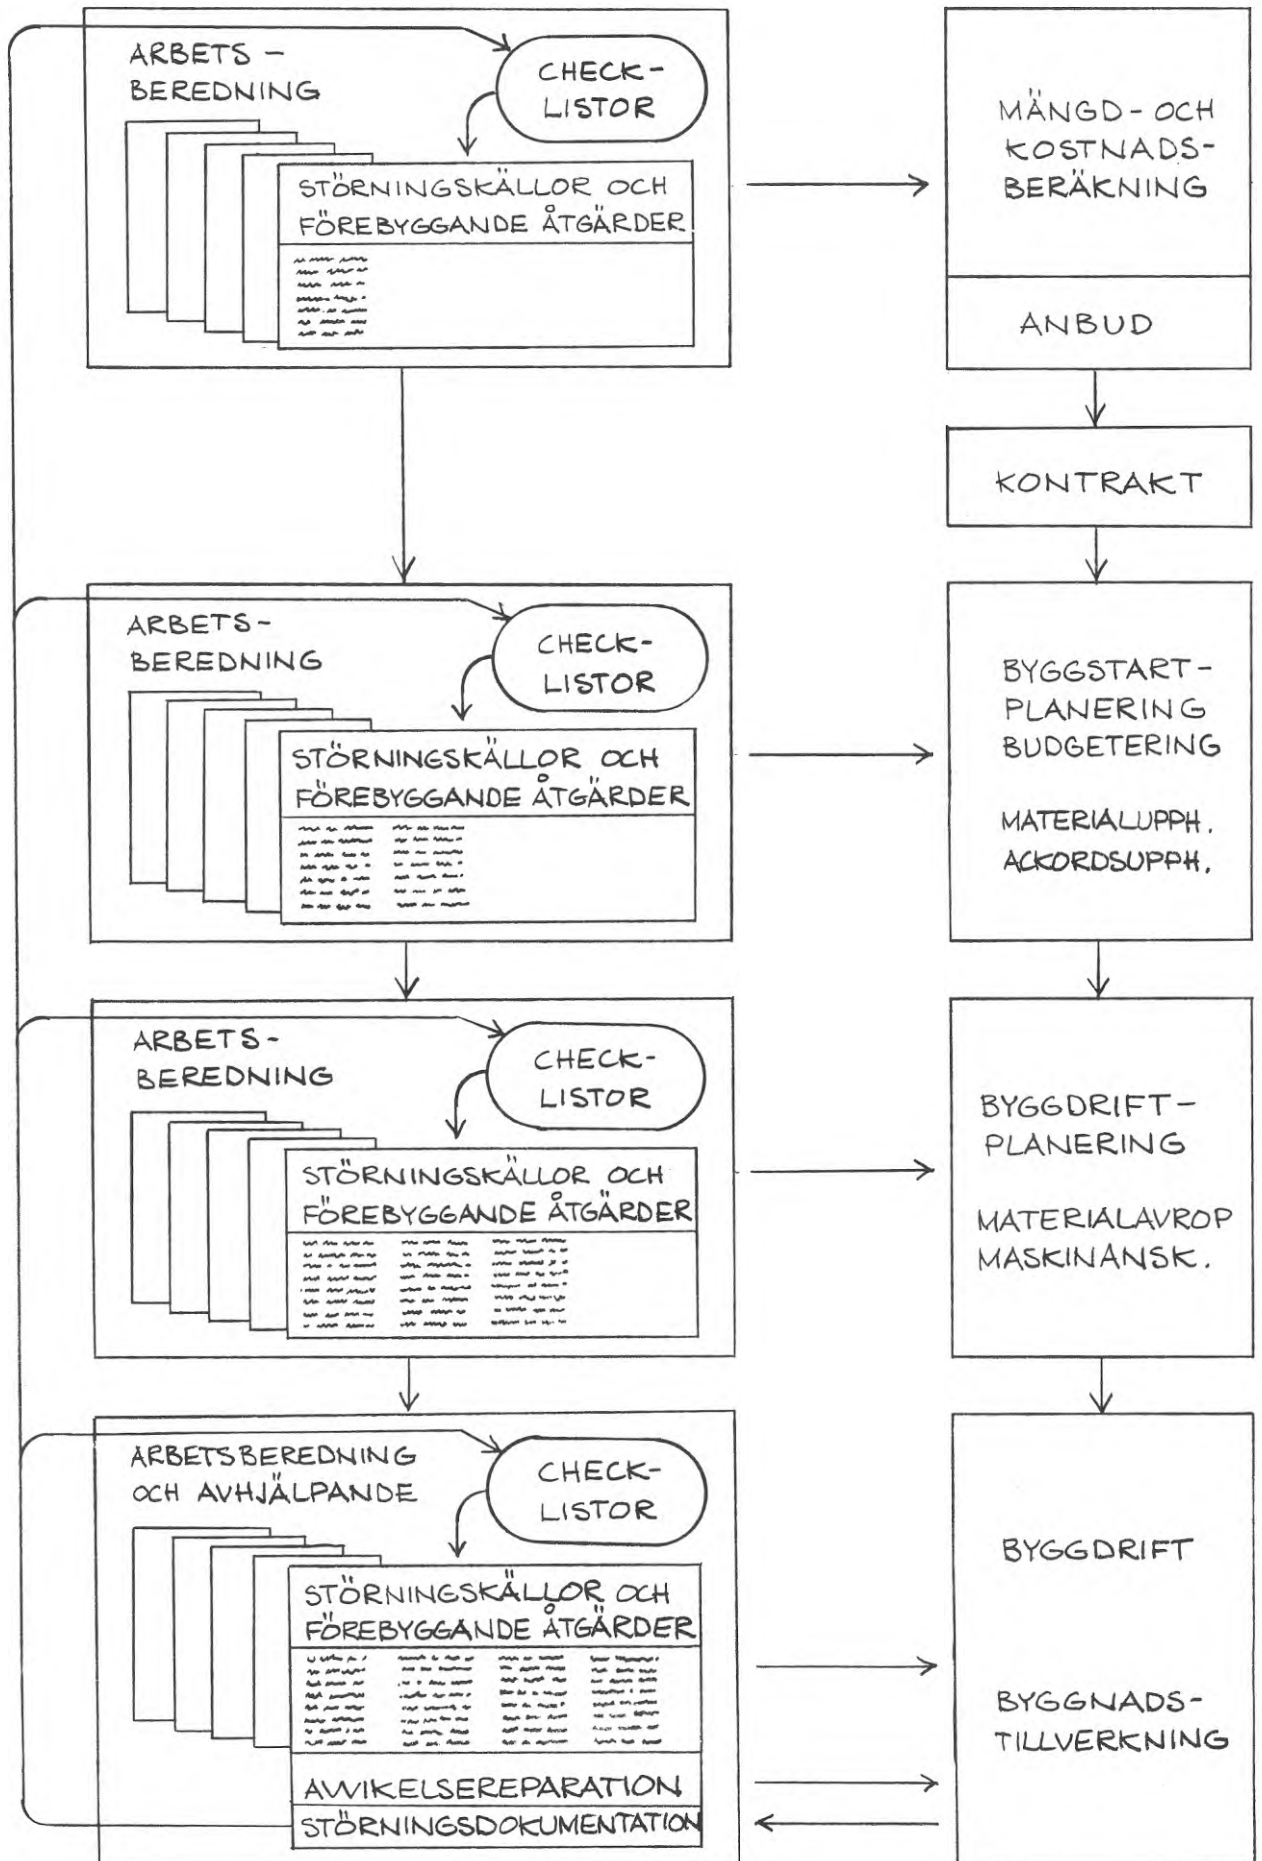 ARBETS-
BEREDNING
CHECK-
LISTOR
STÖRNINGSKÄLLOR OCH
FÖREBYGGANDE ÅTGÄRDER
MÄNGD- OCH
KOSTNADS-
BERÄKNING
ANBUD
KONTRAKT
ARBETS-
BEREDNING
CHECK-
LISTOR
STÖRNINGSKÄLLOR OCH
FÖREBYGGANDE ÅTGÄRDER
BYGGSTART-
PLANERING
BUDGETERING
MATERIALUPPH.
ACKORDSUPPH.
ARBETS-
BEREDNING
CHECK-
LISTOR
STÖRNINGSKÄLLOR OCH
FÖREBYGGANDE ÅTGÄRDER
BYGGDRIFT-
PLANERING
MATERIALAVROP
MASKINANSK.
ARBETSBEREDNING
OCH AVHJÄLPANDE
CHECK-
LISTOR
STÖRNINGSKÄLLOR OCH
FÖREBYGGANDE ÅTGÄRDER
AVVIKELSEREPARATION
STÖRNINGSDOKUMENTATION
BYGGDRIFT
BYGGNADS-
TILLVERKNING